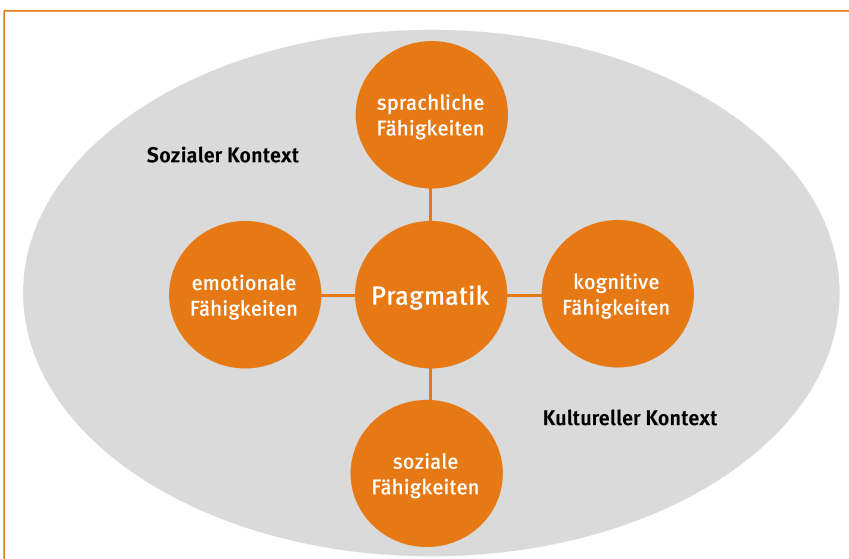 sprachliche
Fähigkeiten
Sozialer Kontext
emotionale
Fähigkeiten
Pragmatik
kognitive
Fähigkeiten
Kultureller Kontext
soziale
Fähigkeiten